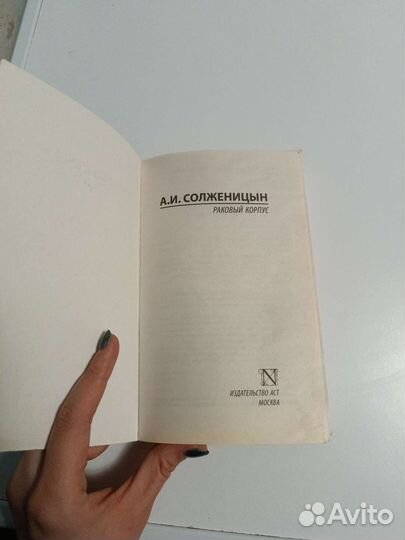 А.И. СОЛЖЕНИЦЫН
РАКОВЫЙ КОРПУС
N
ИЗДАТЕЛЬСТВО АСТ
МОСКВА
Avito